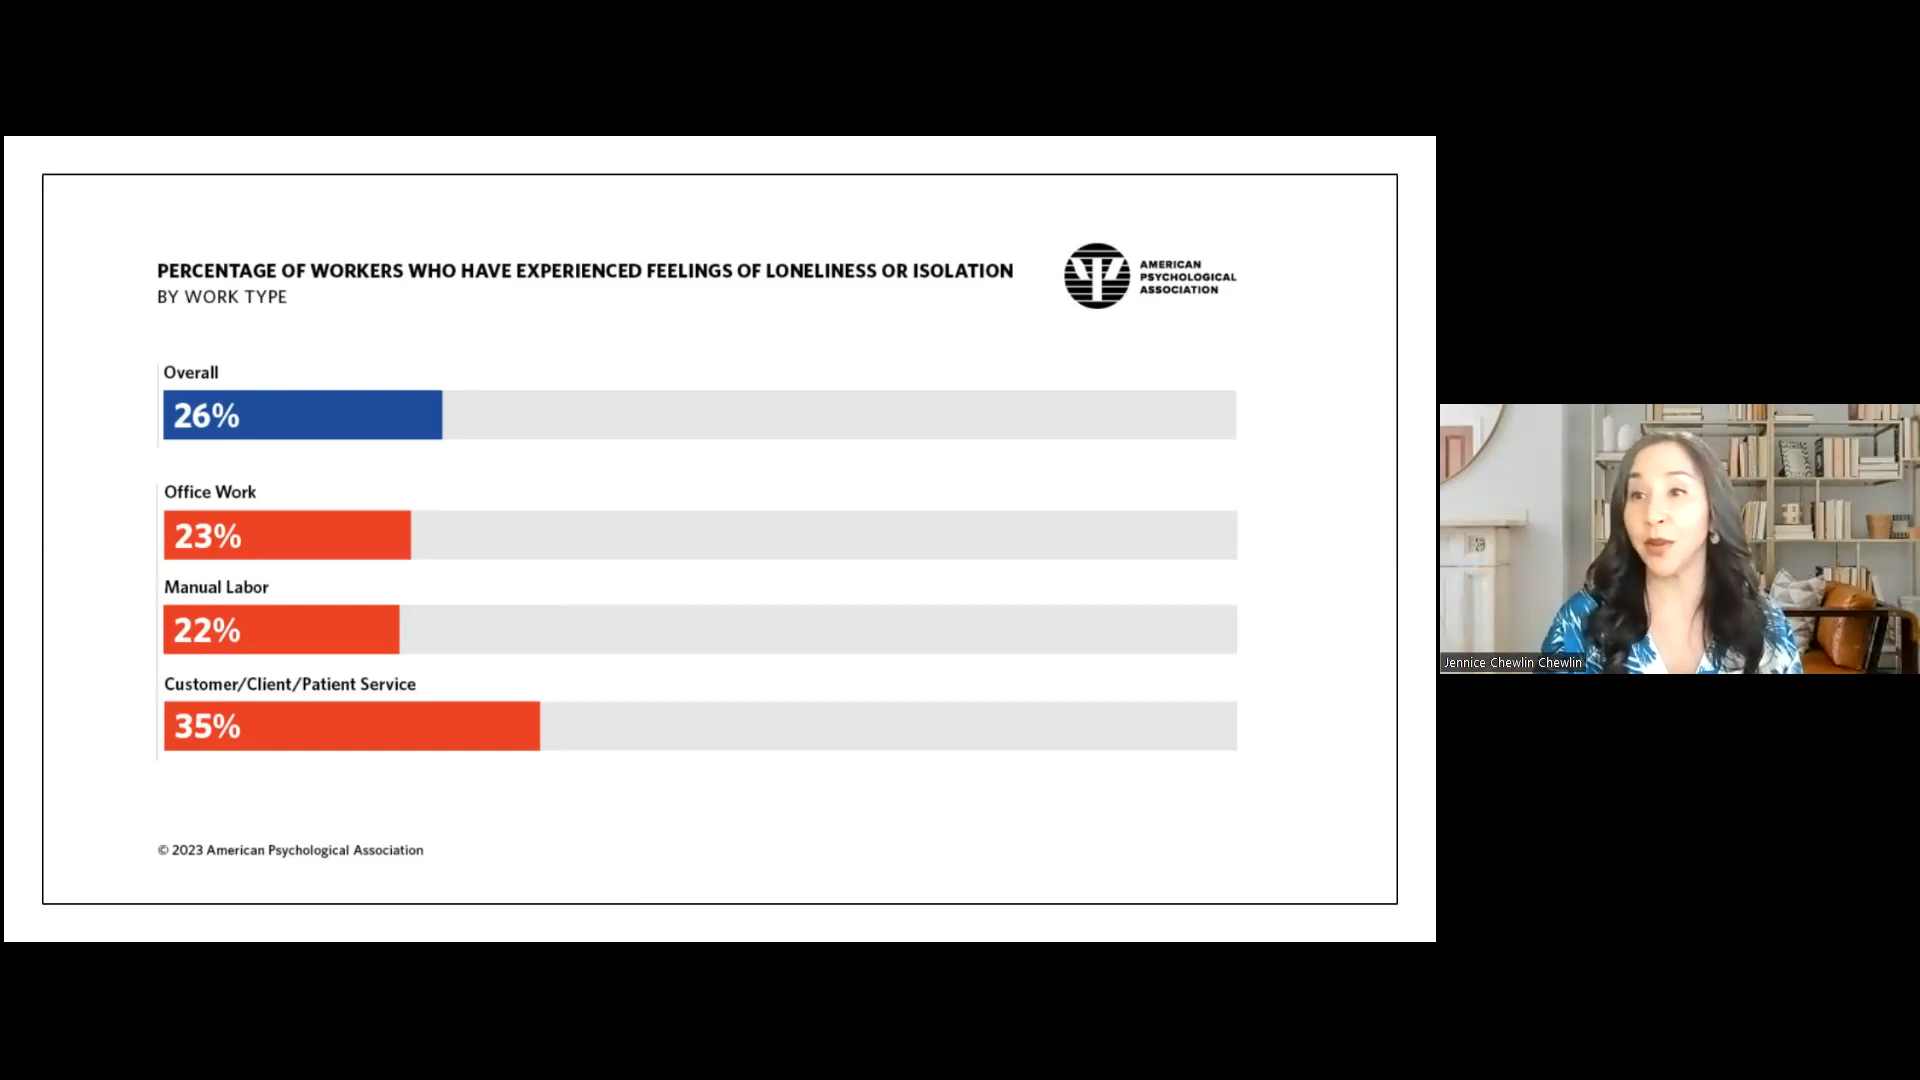 PERCENTAGE OF WORKERS WHO HAVE EXPERIENCED FEELINGS OF LONELINESS OR ISOLATION
BY WORK TYPE
AMERICAN
PSYCHOLOGICAL
ASSOCIATION
Overall
26%
Office Work
23%
Manual Labor
22%
Customer/Client/Patient Service
35%
© 2023 American Psychological Association
Jennice Chewlin Chewlin